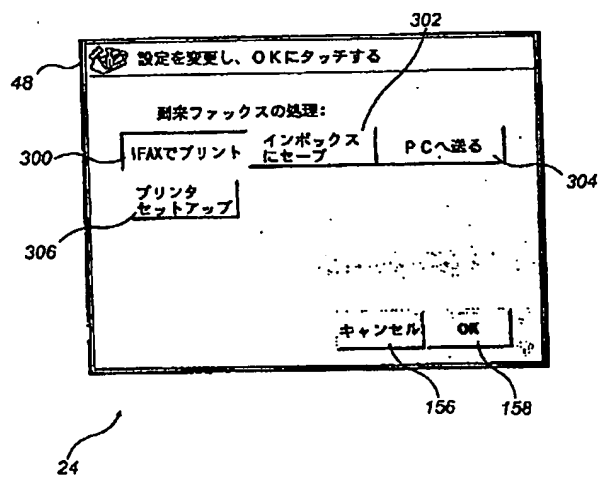 302
48
設定を変更し、OKにタッチする
到来ファックスの処理:
300
IFAXでプリント
インボックス
にセーブ
PCへ送る
304
プリンタ
セットアップ
306
キャンセル
OK
156
158
24